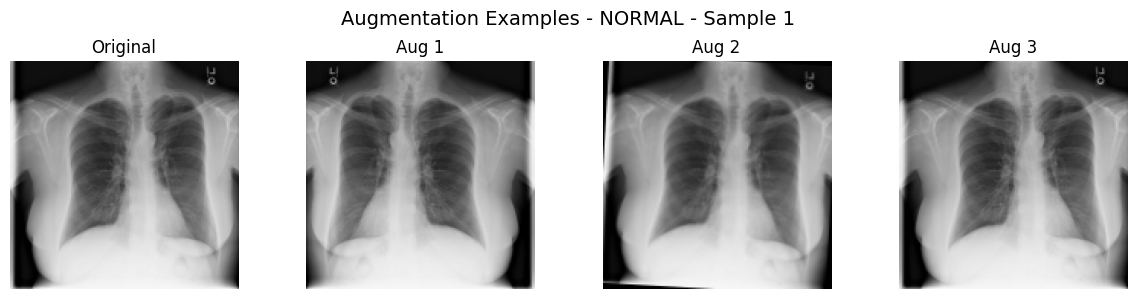 Augmentation Examples - NORMAL - Sample 1
Original
Aug 1
Aug 2
Aug 3